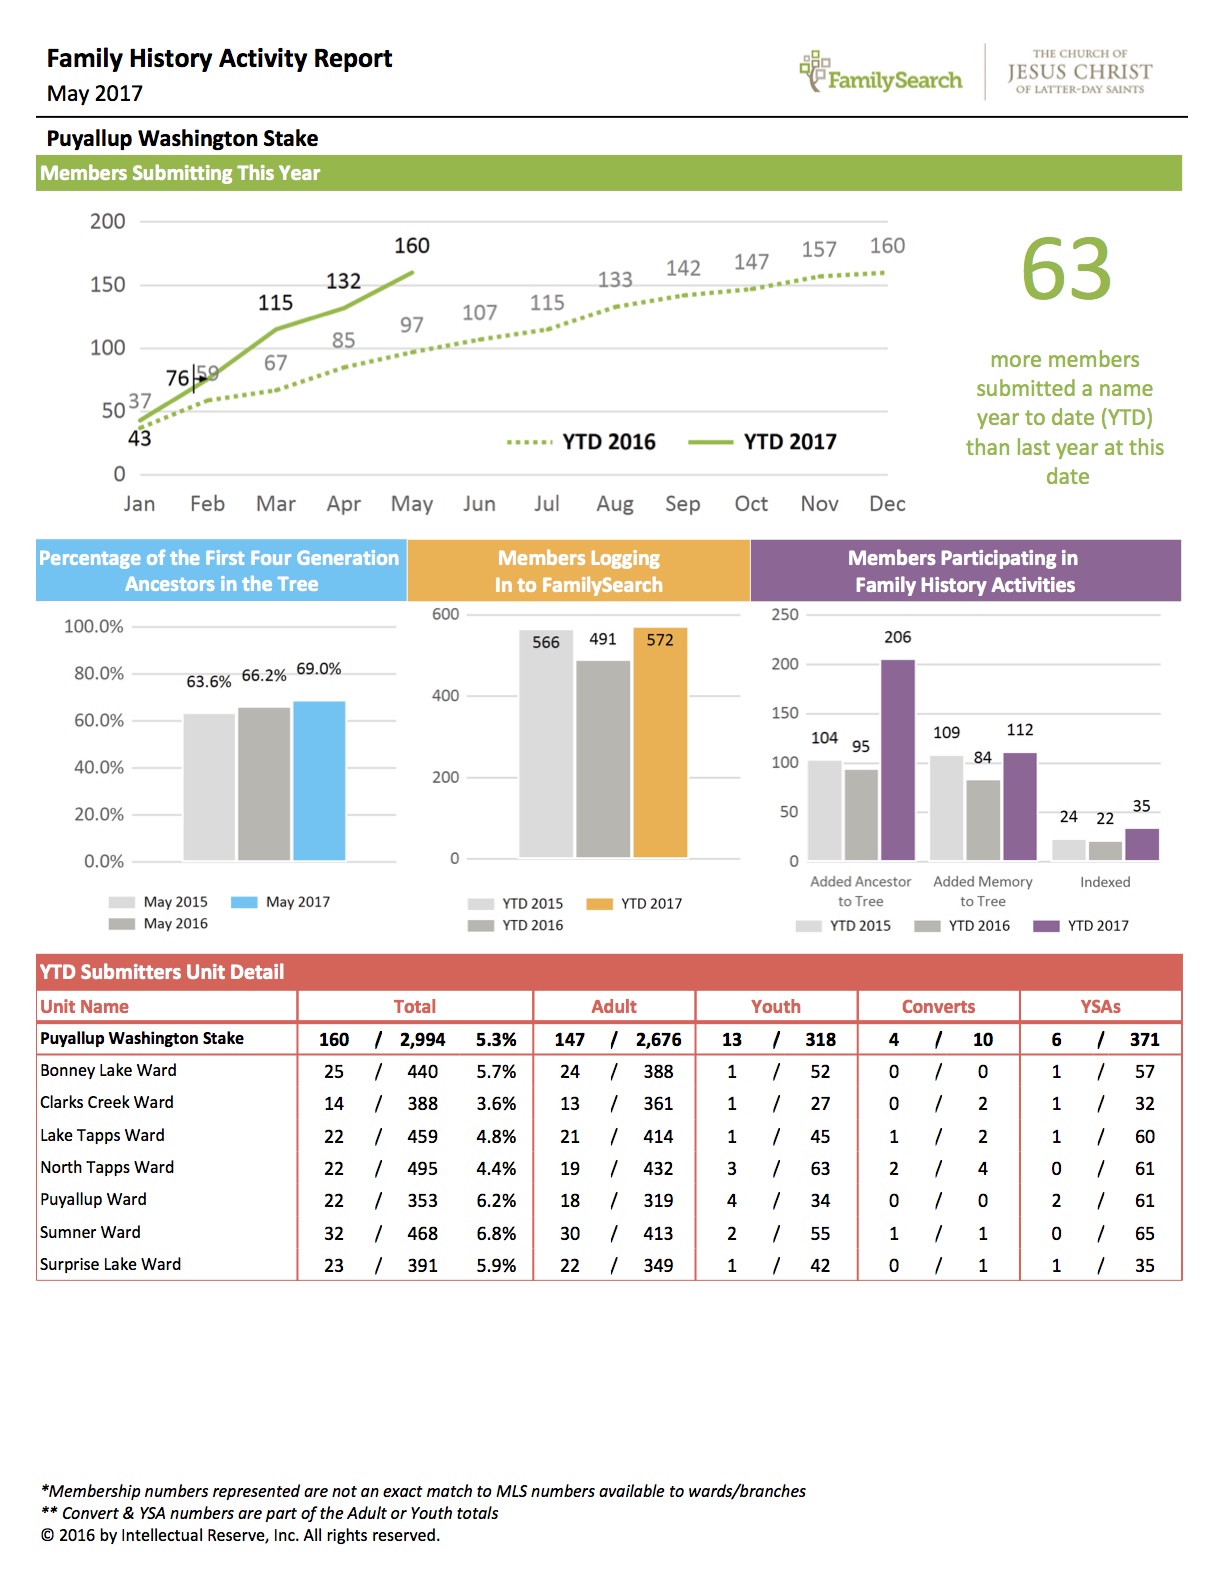 Family History Activity Report
May 2017
FamilySearch
THE CHURCH OF
JESUS CHRIST
OF LATTER-DAY SAINTS
Puyallup Washington Stake
Members Submitting This Year
200
150
100
50
0
160
132
115
76
43
37
59
67
85
97
107
115
133
142
147
157
160
YTD 2016
YTD 2017
Jan Feb Mar Apr May Jun Jul Aug Sep Oct Nov Dec
63
more members
submitted a name
year to date (YTD)
than last year at this
date
Percentage of the First Four Generation
Ancestors in the Tree
100.0%
80.0%
60.0%
40.0%
20.0%
0.0%
63.6% 66.2% 69.0%
May 2015 May 2017
May 2016
Members Logging
In to FamilySearch
600
400
200
0
566 491 572
YTD 2015 YTD 2017
YTD 2016
Members Participating in
Family History Activities
250
200
150
100
50
0
104 95 206
109 84 112
24 22 35
Added Ancestor
to Tree
Added Memory
to Tree
Indexed
YTD 2015 YTD 2016 YTD 2017
YTD Submitters Unit Detail
Unit Name Total Adult Youth Converts YSAs
Puyallup Washington Stake 160 / 2,994 5.3% 147 / 2,676 13 / 318 4 / 10 6 / 371
Bonney Lake Ward 25 / 440 5.7% 24 / 388 1 / 52 0 / 0 1 / 57
Clarks Creek Ward 14 / 388 3.6% 13 / 361 1 / 27 0 / 2 1 / 32
Lake Tapps Ward 22 / 459 4.8% 21 / 414 1 / 45 1 / 2 1 / 60
North Tapps Ward 22 / 495 4.4% 19 / 432 3 / 63 2 / 4 0 / 61
Puyallup Ward 22 / 353 6.2% 18 / 319 4 / 34 0 / 0 2 / 61
Sumner Ward 32 / 468 6.8% 30 / 413 2 / 55 1 / 1 0 / 65
Surprise Lake Ward 23 / 391 5.9% 22 / 349 1 / 42 0 / 1 1 / 35
*Membership numbers represented are not an exact match to MLS numbers available to wards/branches
** Convert & YSA numbers are part of the Adult or Youth totals
© 2016 by Intellectual Reserve, Inc. All rights reserved.